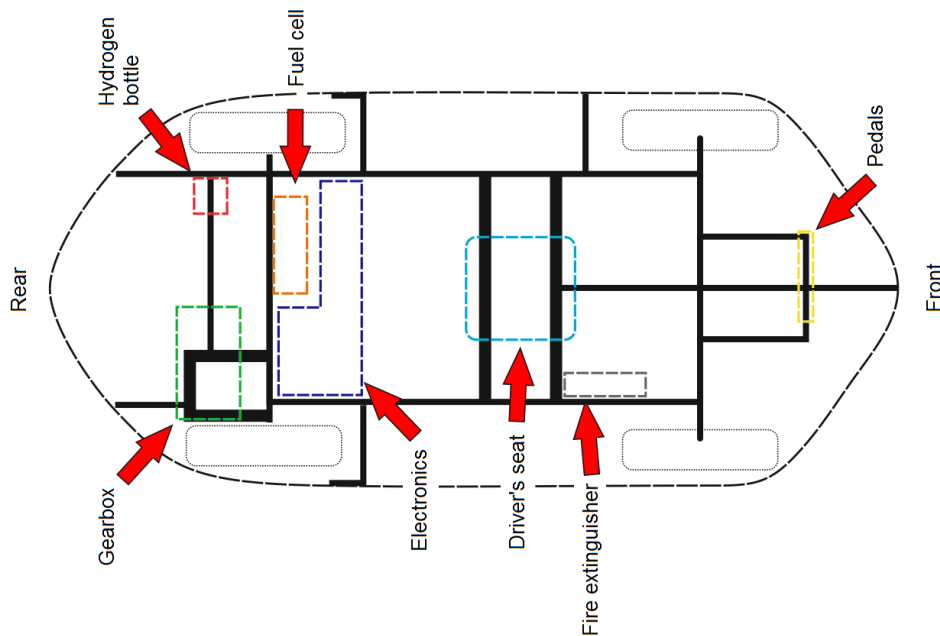 Rear
Hydrogen
bottle
Fuel cell
Pedals
Front
Gearbox
Electronics
Driver's seat
Fire extinguisher